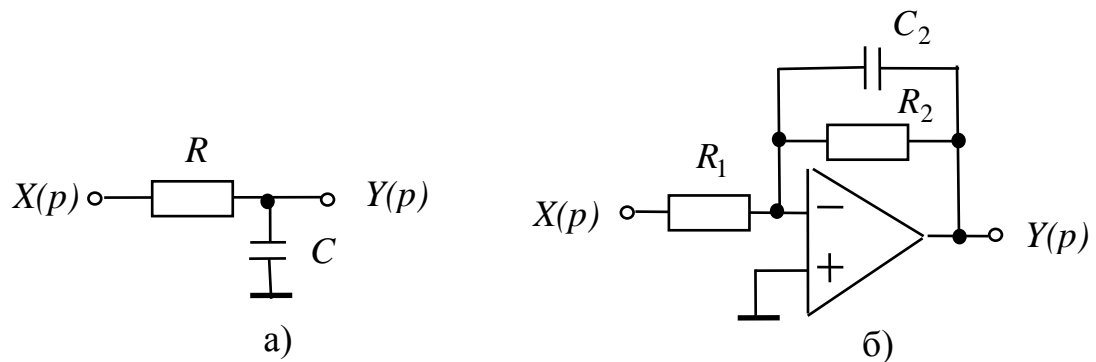 R
X(p)
Y(p)
C
а)
C₂
R₂
R₁
X(p)
−
+
Y(p)
б)